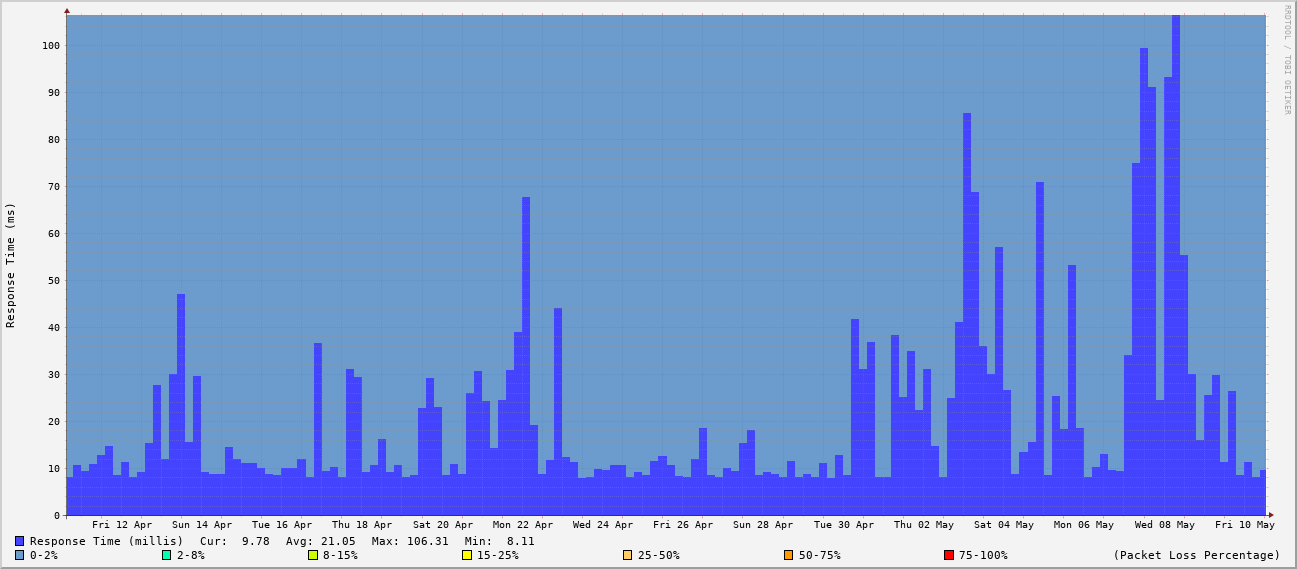 RRDTOOL / TOBI OETIKER
Response Time (ms)
100
90
80
70
60
50
40
30
20
10
0
Fri 12 Apr Sun 14 Apr Tue 16 Apr Thu 18 Apr Sat 20 Apr Mon 22 Apr Wed 24 Apr Fri 26 Apr Sun 28 Apr Tue 30 Apr Thu 02 May Sat 04 May Mon 06 May Wed 08 May Fri 10 May
Response Time (millis) Cur: 9.78 Avg: 21.05 Max: 106.31 Min: 8.11
0-2% 2-8% 8-15% 15-25% 25-50% 50-75% 75-100% (Packet Loss Percentage)